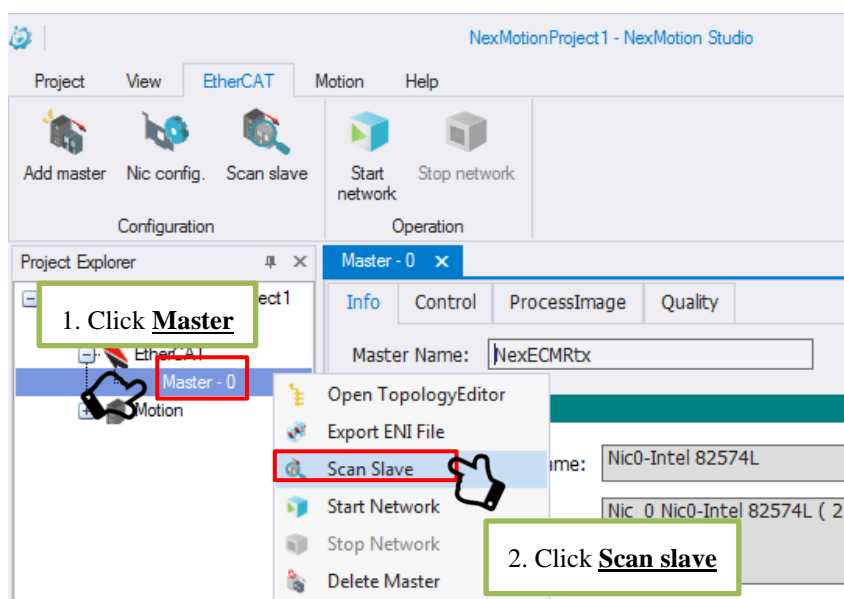 NexMotionProject1 - NexMotion Studio
Project View EtherCAT Motion Help
Add master Nic config. Scan slave Start network Stop network
Configuration Operation
Project Explorer
Master - 0
ect1
1. Click Master
Info Control ProcessImage Quality
EtherCAT
Master Name: NexECMRtx
Master - 0
Motion
Open TopologyEditor
Export ENI File
Scan Slave
ame: Nic0-Intel 82574L
Start Network
Nic_0 Nic0-Intel 82574L ( 2
Stop Network
2. Click Scan slave
Delete Master